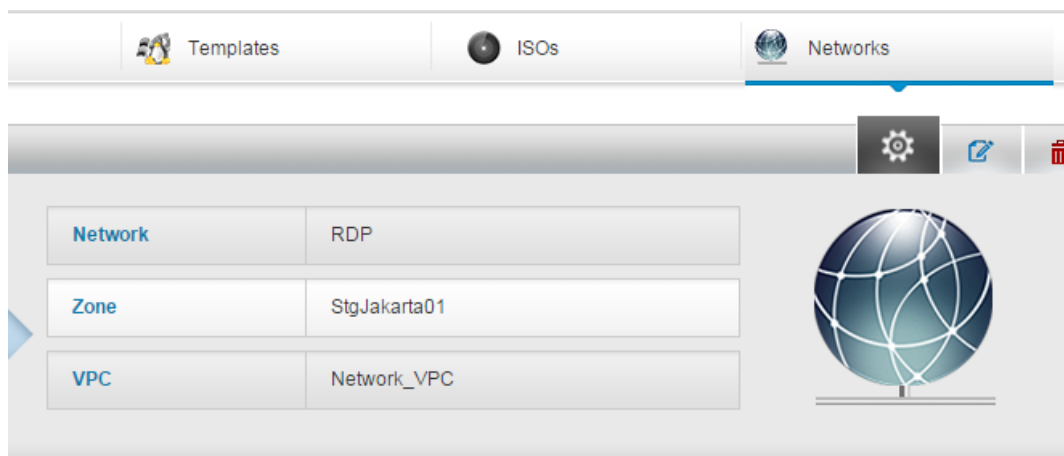 Templates ISOs Networks
Network RDP
Zone StgJakarta01
VPC Network_VPC